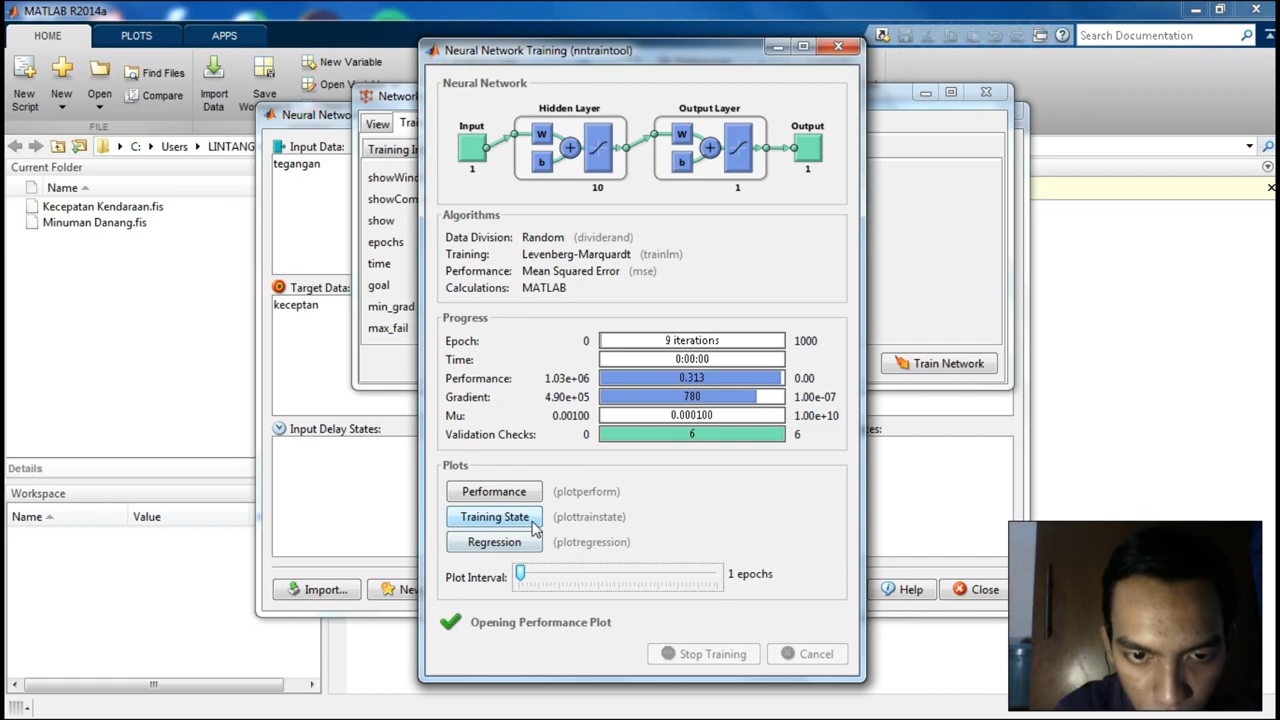 MATLAB R2014a
HOME
PLOTS
APPS
Search Documentation
New Script
New
Open
Find Files
Compare
Import Data
Save
New Variable
Open Variable
FILE
C:
Users
LINTANG
Current Folder
Name
Kecepatan Kendaraan.fis
Minuman Danang.fis
Details
Workspace
Name
Value
Input Data:
tegangan
Target Data:
keceptan
Input Delay States:
Import...
Help
Close
View
showWin
showCom
show
epochs
time
goal
min_grad
max_fail
Train Network
Neural Network Training (nntraintool)
Neural Network
Hidden Layer
Output Layer
Input
Output
W
W
b
b
1
10
1
1
Algorithms
Data Division: Random (dividerand)
Training: Levenberg-Marquardt (trainlm)
Performance: Mean Squared Error (mse)
Calculations: MATLAB
Progress
Epoch: 0 9 iterations 1000
Time: 0:00:00
Performance: 1.03e+06 0.313 0.00
Gradient: 4.90e+05 780 1.00e-07
Mu: 0.00100 0.000100 1.00e+10
Validation Checks: 0 6 6
Plots
Performance (plotperform)
Training State (plottrainstate)
Regression (plotregression)
Plot Interval: 1 epochs
Opening Performance Plot
Stop Training
Cancel